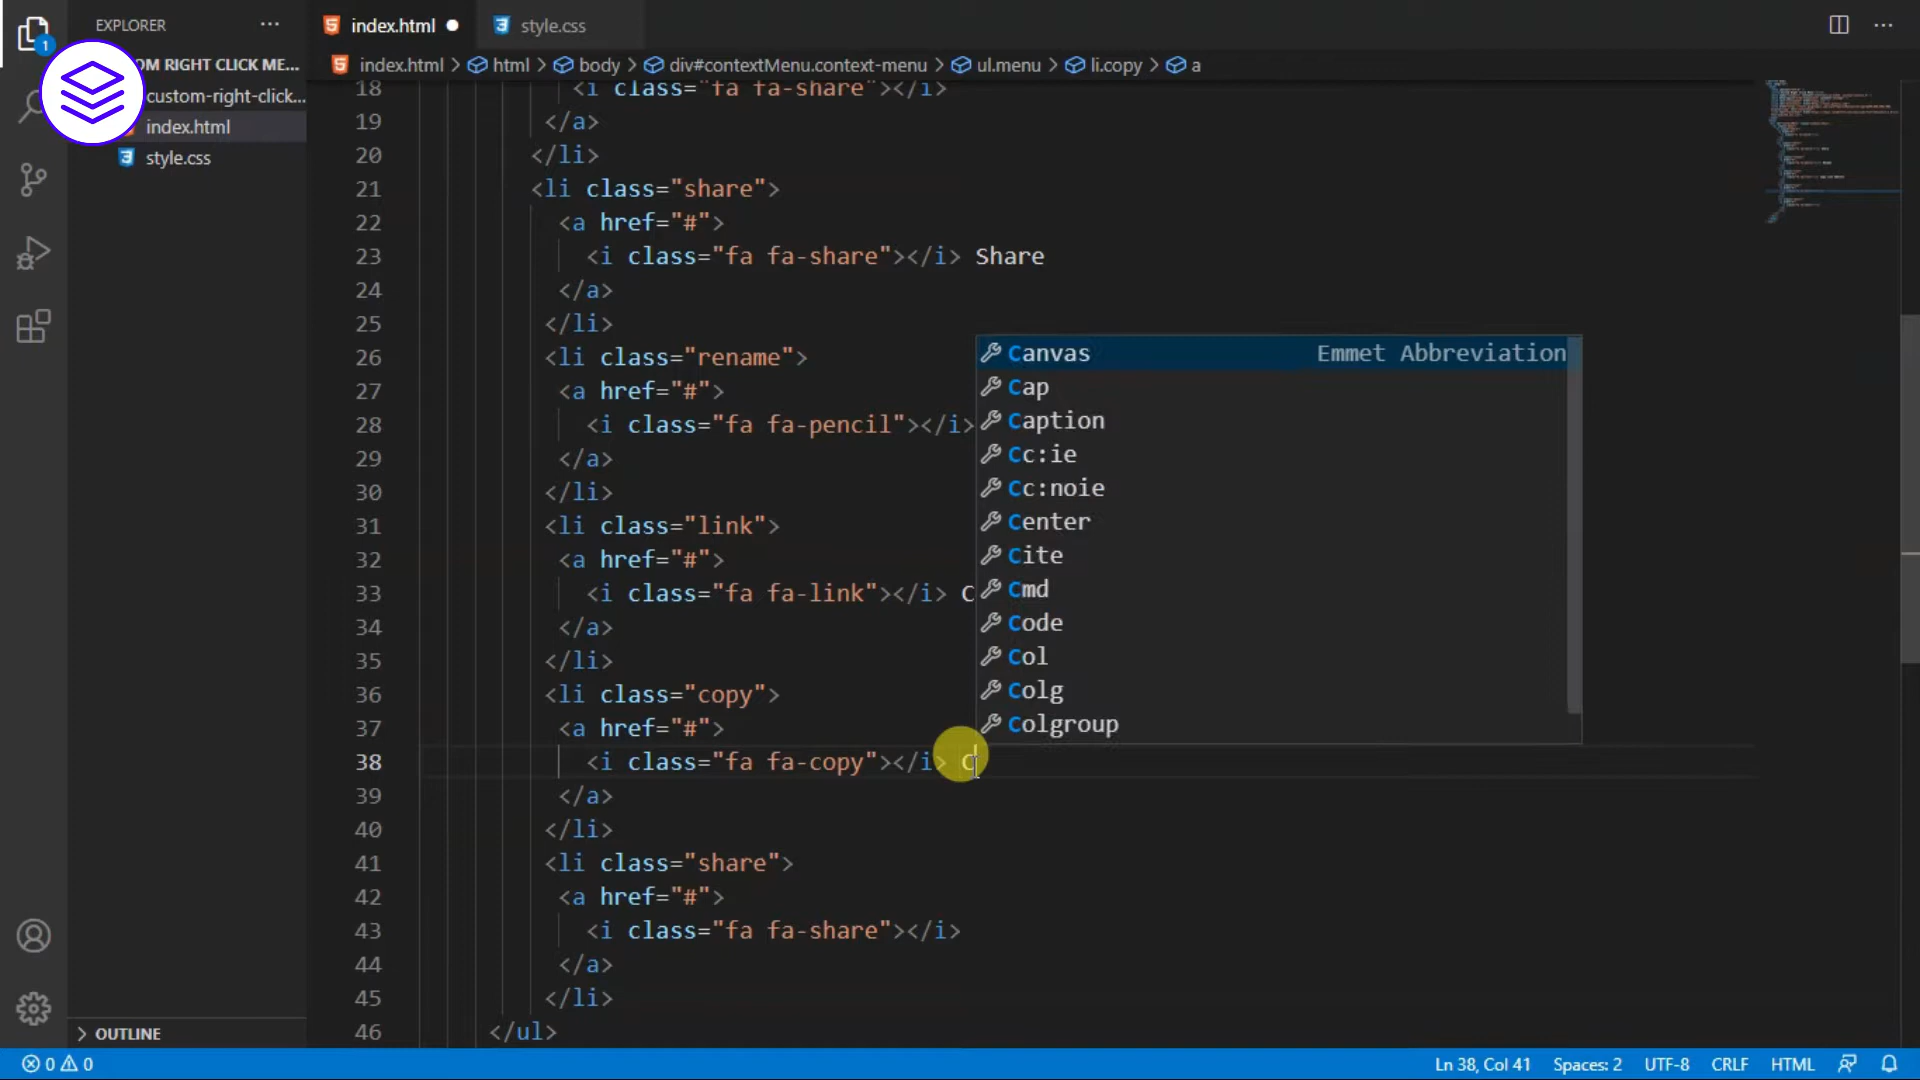 EXPLORER
index.html
style.css
OM RIGHT CLICK ME...
custom-right-click...
index.html
style.css
index.html > html > body > div#contextMenu.context-menu > ul.menu > li.copy > a
18 <i class="fa fa-share"></i>
19 </a>
20 </li>
21 <li class="share">
22 <a href="#">
23 <i class="fa fa-share"></i> Share
24 </a>
25 </li>
26 <li class="rename">
27 <a href="#">
28 <i class="fa fa-pencil"></i>
29 </a>
30 </li>
31 <li class="link">
32 <a href="#">
33 <i class="fa fa-link"></i> C
34 </a>
35 </li>
36 <li class="copy">
37 <a href="#">
38 <i class="fa fa-copy"></i> C
39 </a>
40 </li>
41 <li class="share">
42 <a href="#">
43 <i class="fa fa-share"></i>
44 </a>
45 </li>
46 </ul>
Canvas Emmet Abbreviation
Cap
Caption
Cc:ie
Cc:noie
Center
Cite
Cmd
Code
Col
Colg
Colgroup
1
OUTLINE
0 0
Ln 38, Col 41
Spaces: 2
UTF-8
CRLF
HTML